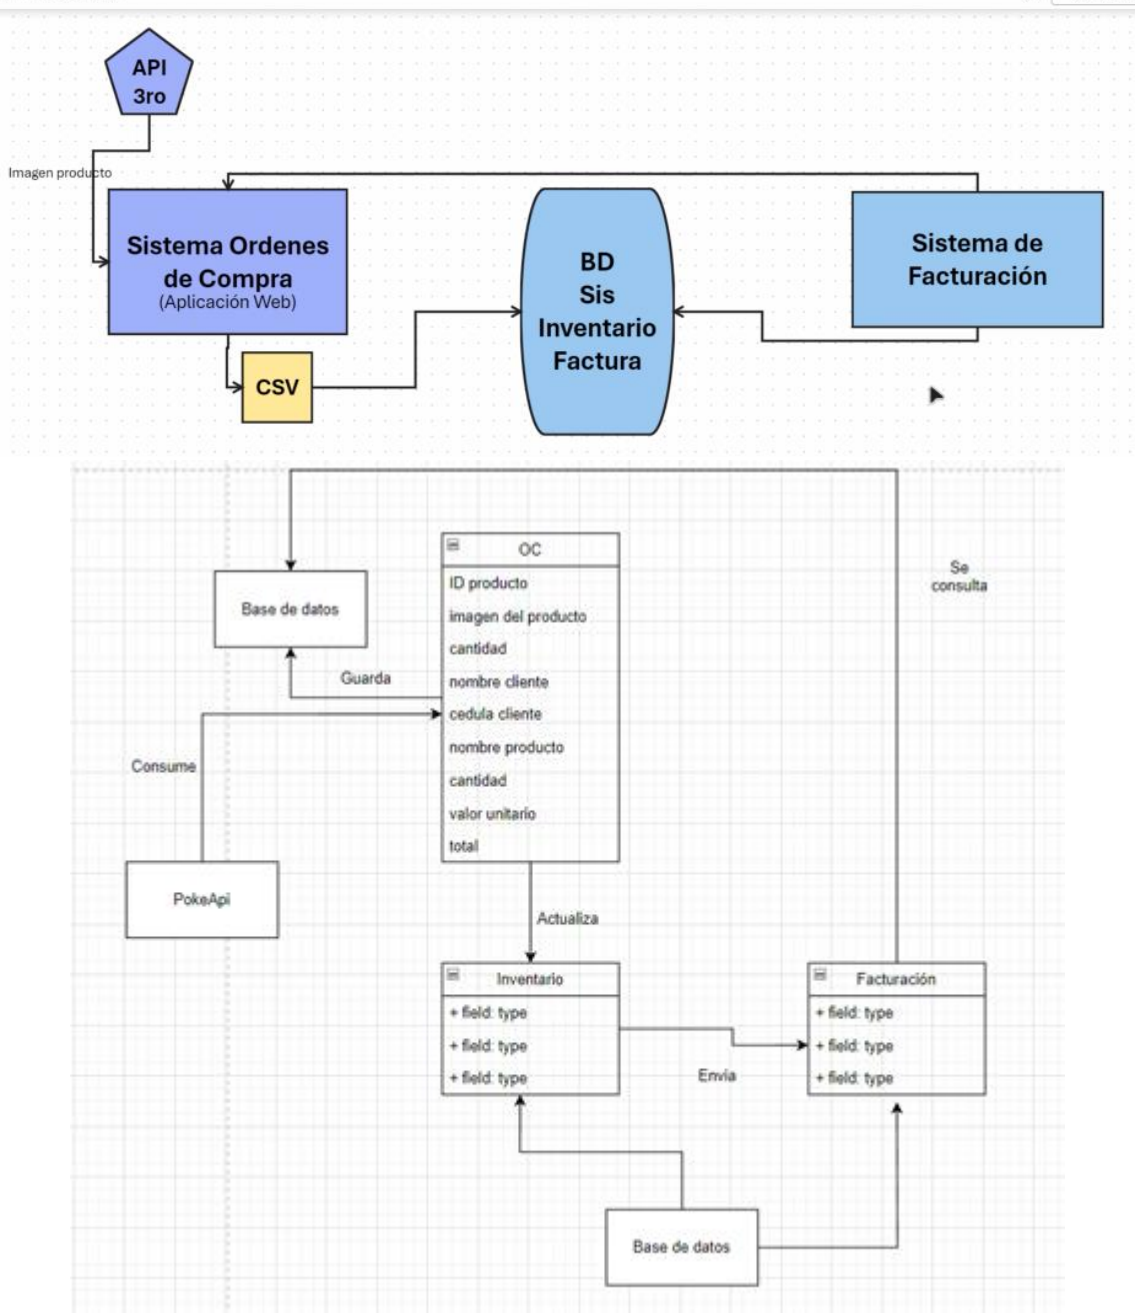 API
3ro
Imagen producto
Sistema Ordenes
de Compra
(Aplicación Web)
CSV
BD
Sis
Inventario
Factura
Sistema de
Facturación
Base de datos
Guarda
Consume
PokeApi
OC
ID producto
imagen del producto
cantidad
nombre cliente
cedula cliente
nombre producto
cantidad
valor unitario
total
Se
consulta
Actualiza
Inventario
+ field: type
+ field: type
+ field: type
Envia
Facturación
+ field: type
+ field: type
+ field: type
Base de datos